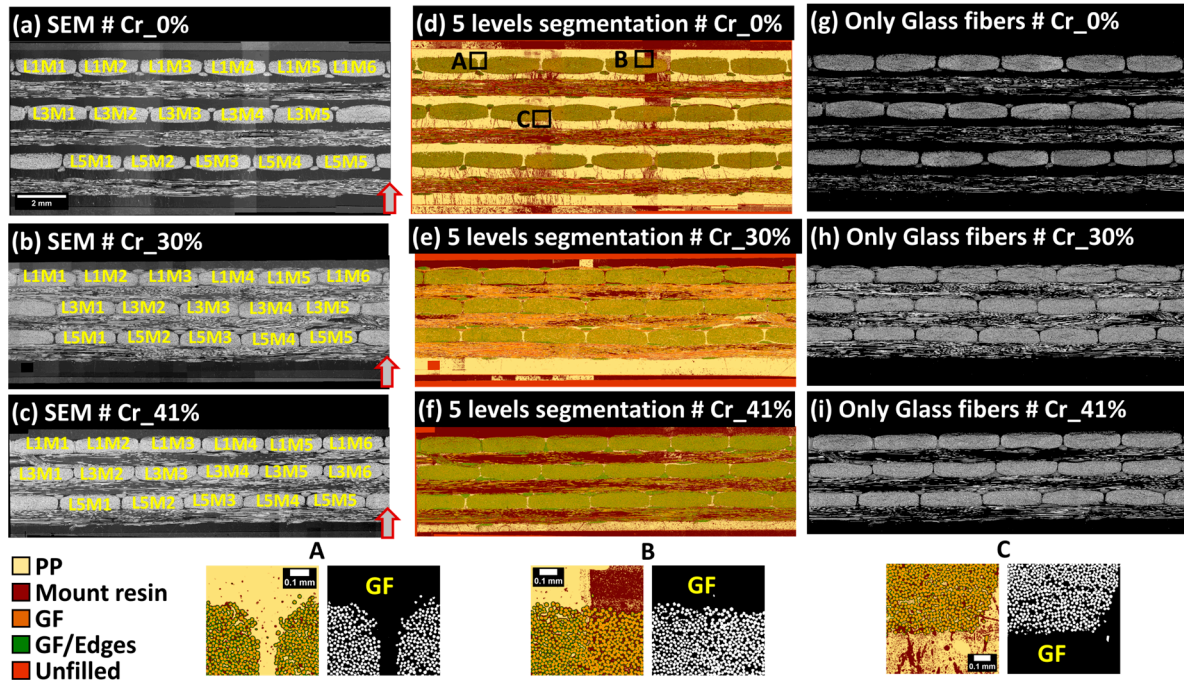 (a) SEM # Cr_0%
L1M1 L1M2 L1M3 L1M4 L1M5 L1M6
L3M1 L3M2 L3M3 L3M4 L3M5
L5M1 L5M2 L5M3 L5M4 L5M5
2 mm
(d) 5 levels segmentation # Cr_0%
A
B
C
(g) Only Glass fibers # Cr_0%
(b) SEM # Cr_30%
L1M1 L1M2 L1M3 L1M4 L1M5 L1M6
L3M1 L3M2 L3M3 L3M4 L3M5
L5M1 L5M2 L5M3 L5M4 L5M5
(e) 5 levels segmentation # Cr_30%
(h) Only Glass fibers # Cr_30%
(c) SEM # Cr_41%
L1M1 L1M2 L1M3 L1M4 L1M5 L1M6
L3M1 L3M2 L3M3 L3M4 L3M5 L3M6
L5M1 L5M2 L5M3 L5M4 L5M5
(f) 5 levels segmentation # Cr_41%
(i) Only Glass fibers # Cr_41%
PP
Mount resin
GF
GF/Edges
Unfilled
A
0.1 mm
GF
B
0.1 mm
GF
C
0.1 mm
GF